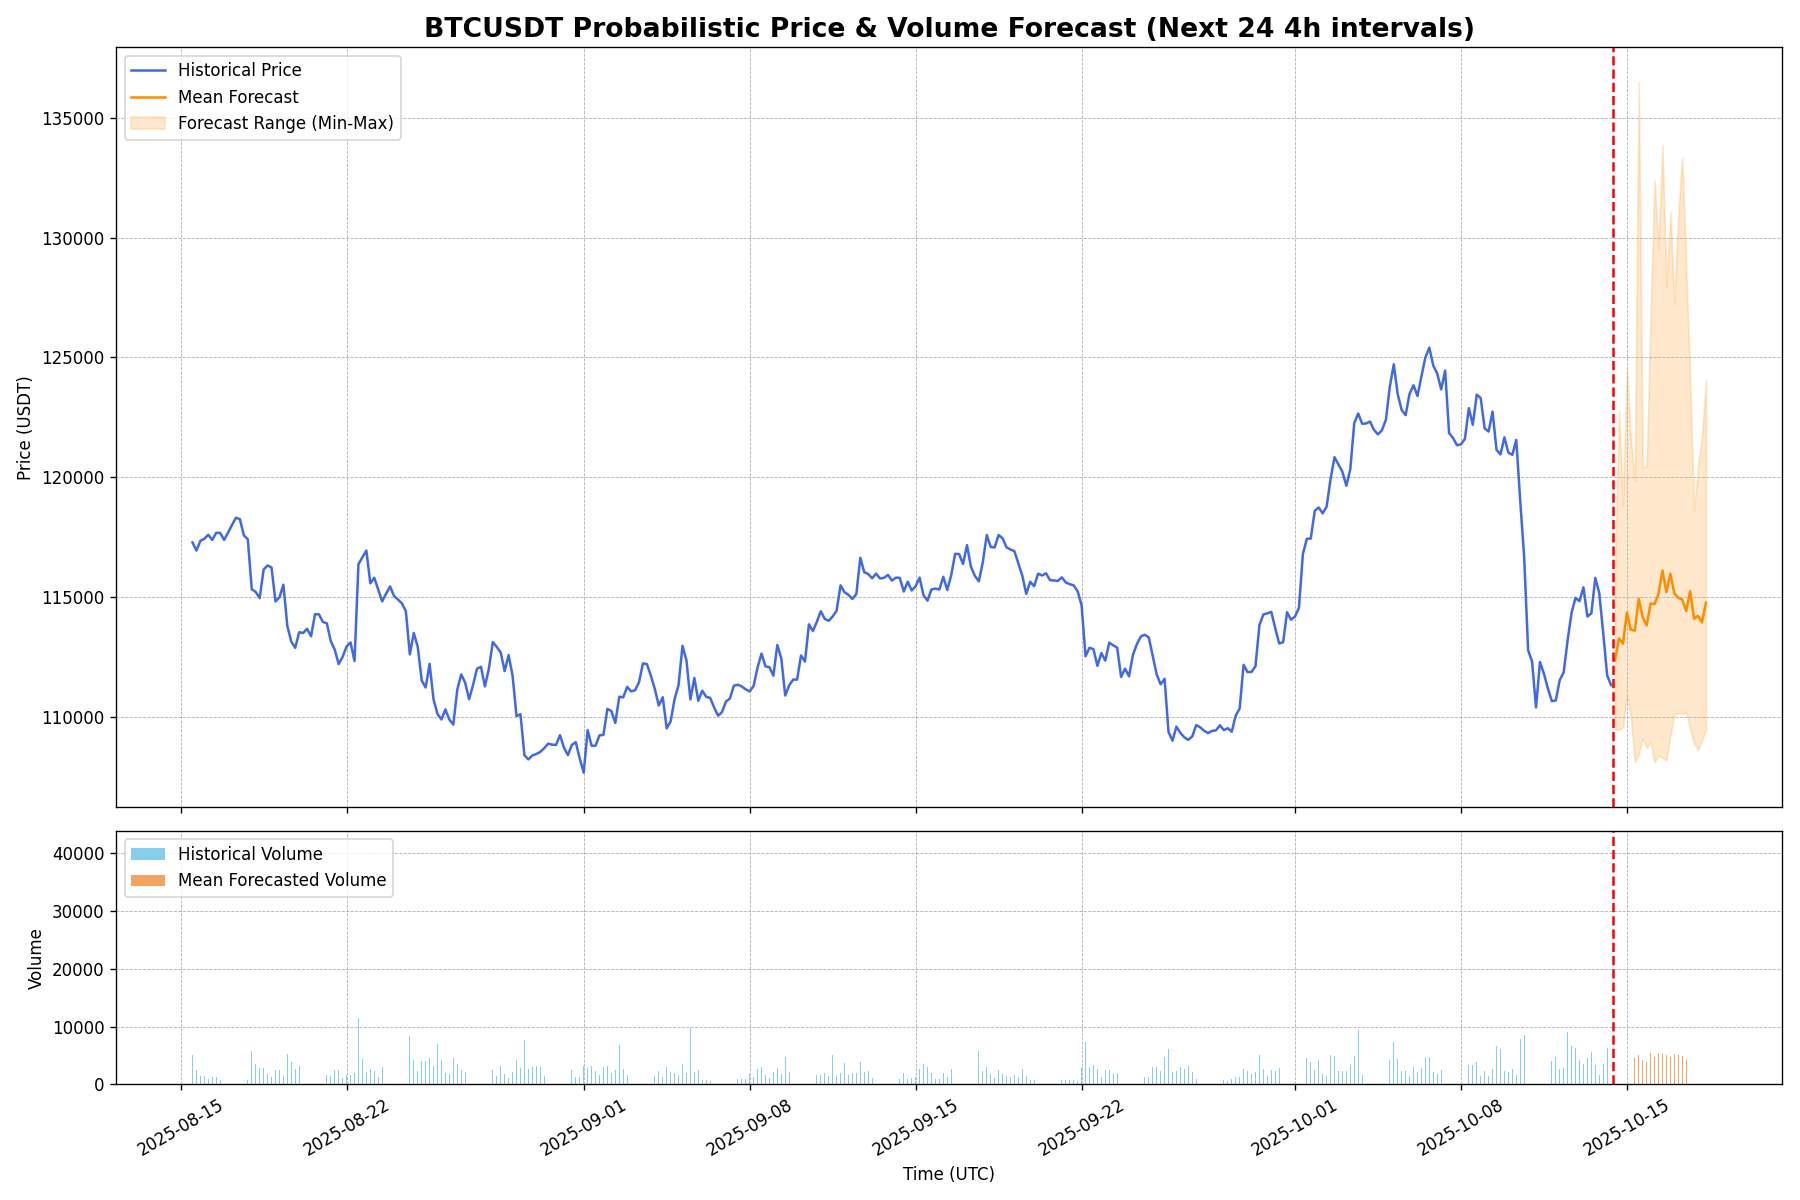 BTCUSDT Probabilistic Price & Volume Forecast (Next 24 4h intervals)
Historical Price
Mean Forecast
Forecast Range (Min-Max)
135000
130000
125000
120000
115000
110000
Price (USDT)
Historical Volume
Mean Forecasted Volume
40000
30000
20000
10000
0
Volume
2025-08-15
2025-08-22
2025-09-01
2025-09-08
2025-09-15
2025-09-22
2025-10-01
2025-10-08
2025-10-15
Time (UTC)